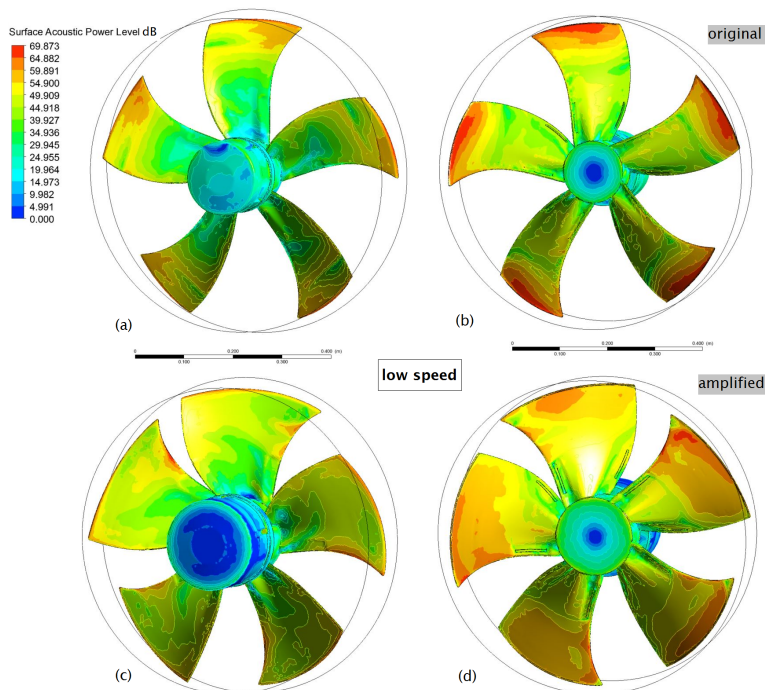 Surface Acoustic Power Level dB
69.873
64.882
59.891
54.900
49.909
44.918
39.927
34.936
29.945
24.955
19.964
14.973
9.982
4.991
0.000
original
(a)
(b)
0 0.200 0.400 (m)
0.100 0.300
0 0.200 0.400 (m)
0.100 0.300
low speed
amplified
(c)
(d)